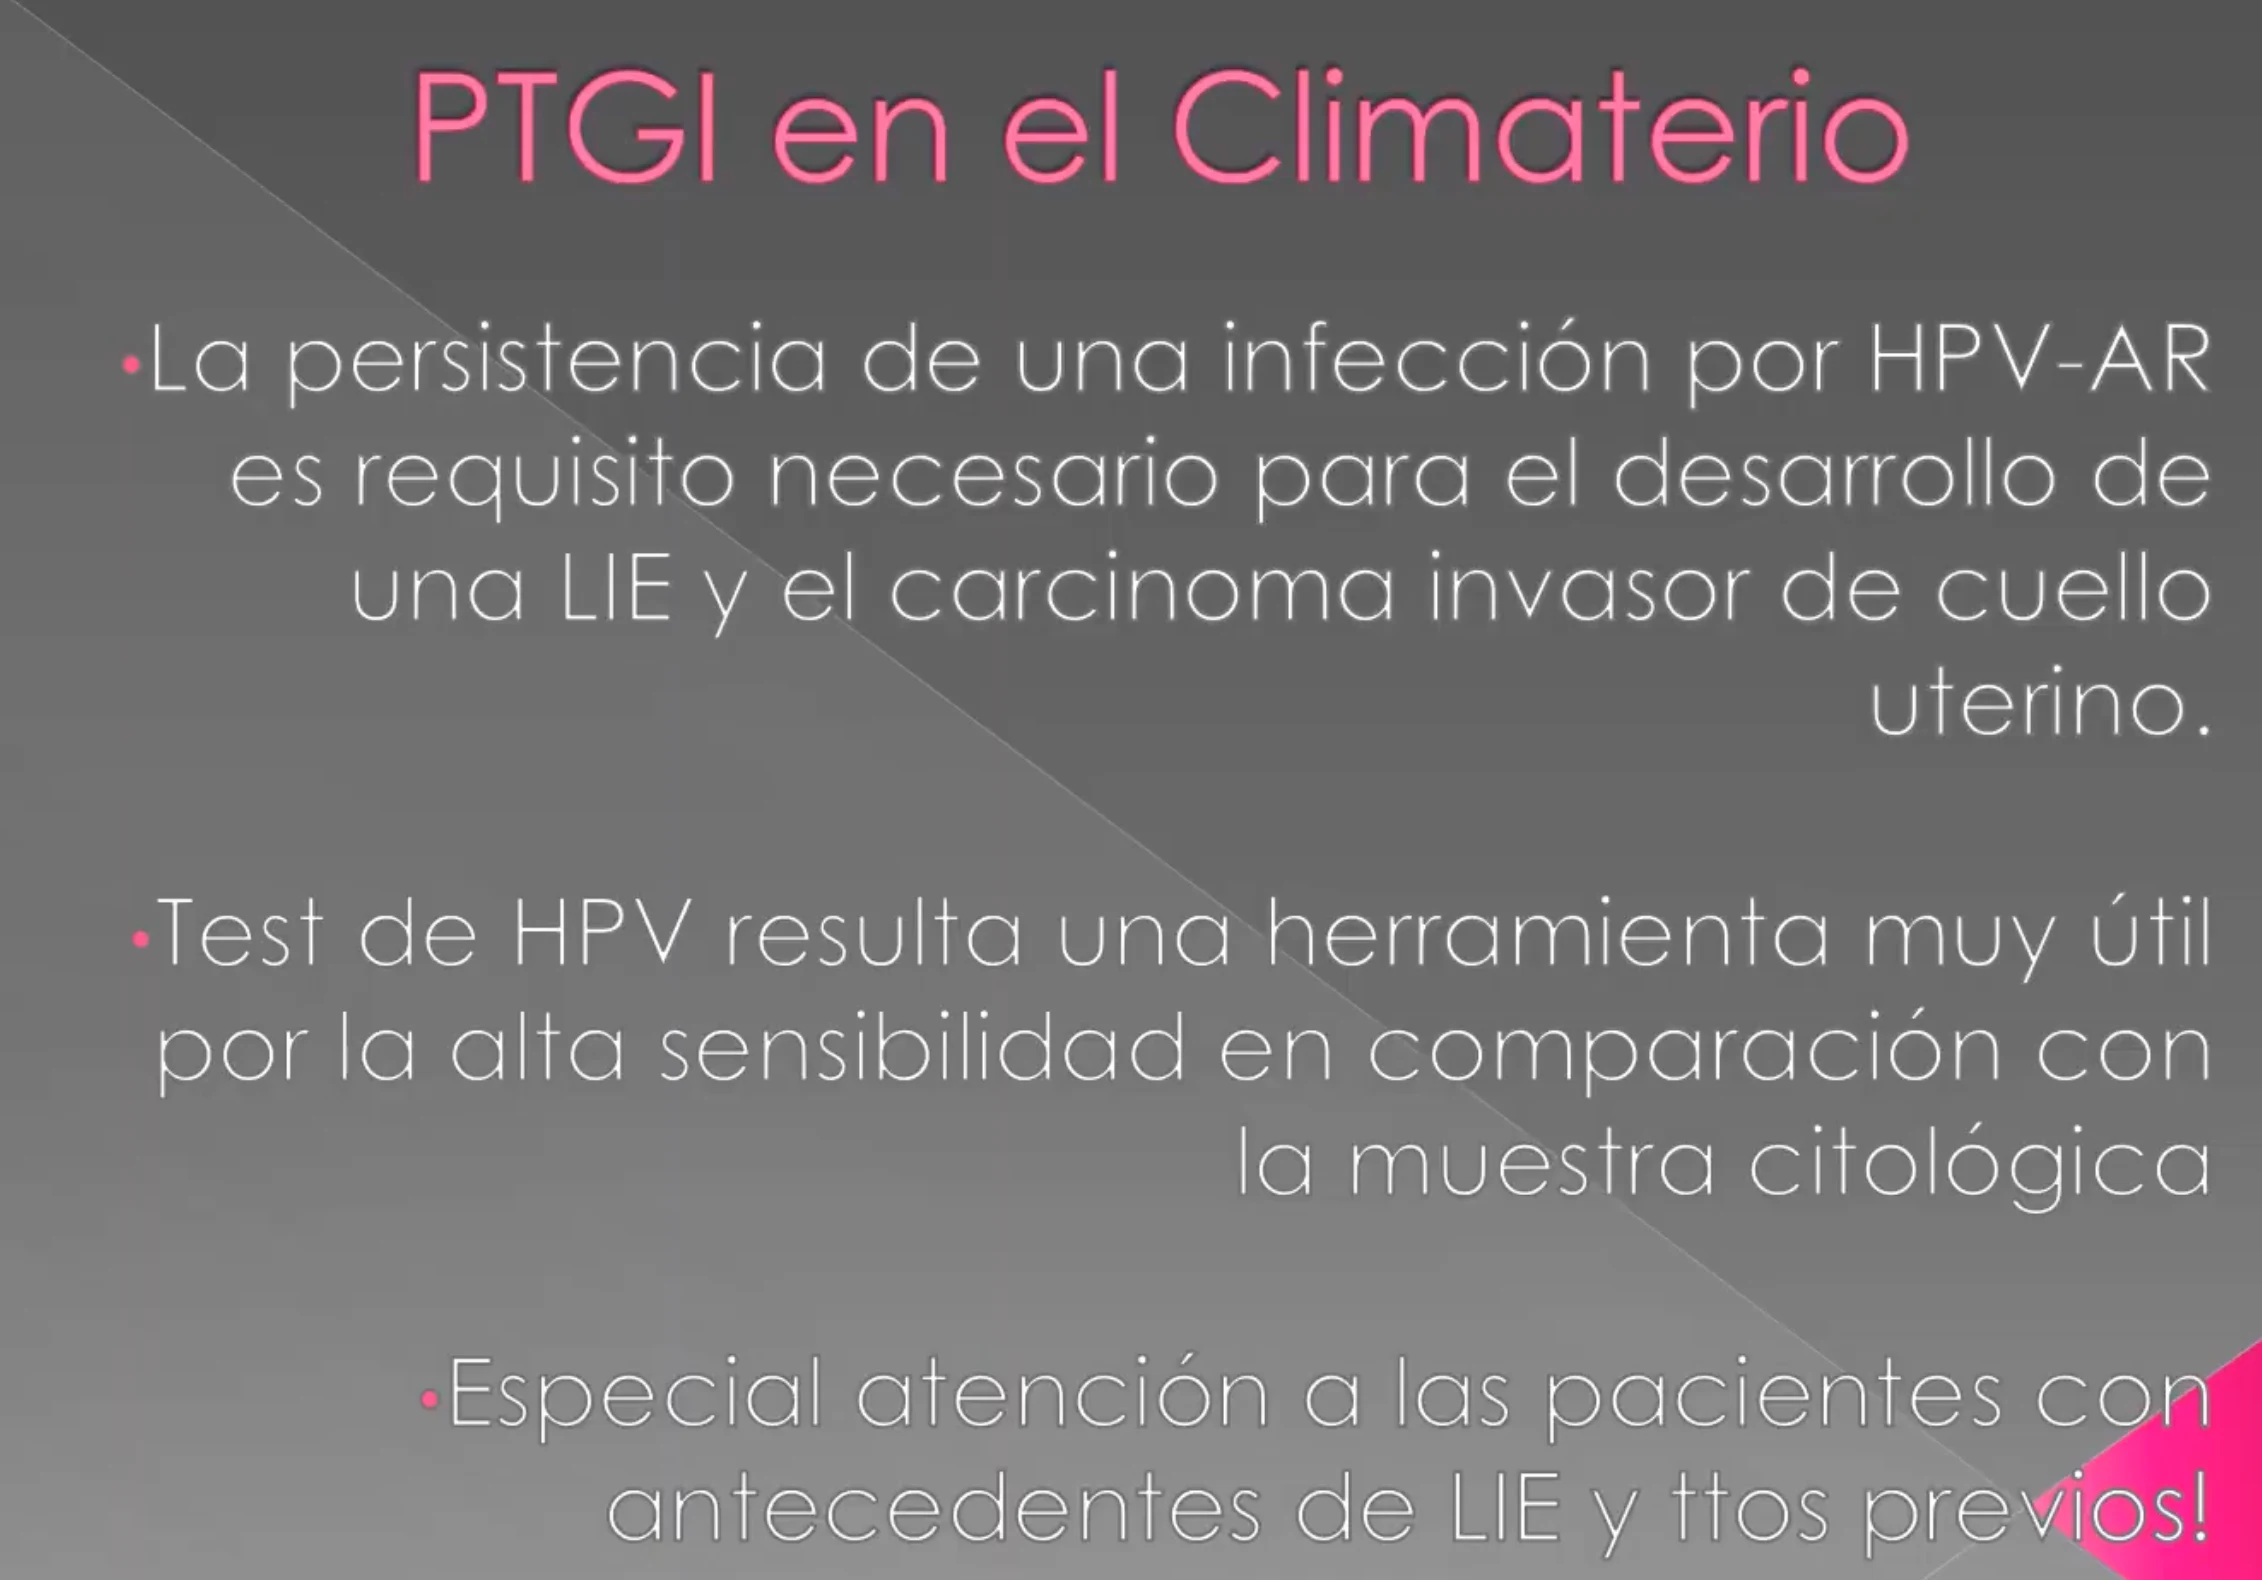 PTGI en el Climaterio
•La persistencia de una infección por HPV-AR
es requisito necesario para el desarrollo de
una LIE y el carcinoma invasor de cuello
uterino.
•Test de HPV resulta una herramienta muy útil
por la alta sensibilidad en comparación con
la muestra citológica
•Especial atención a las pacientes con
antecedentes de LIE y ttos previos!